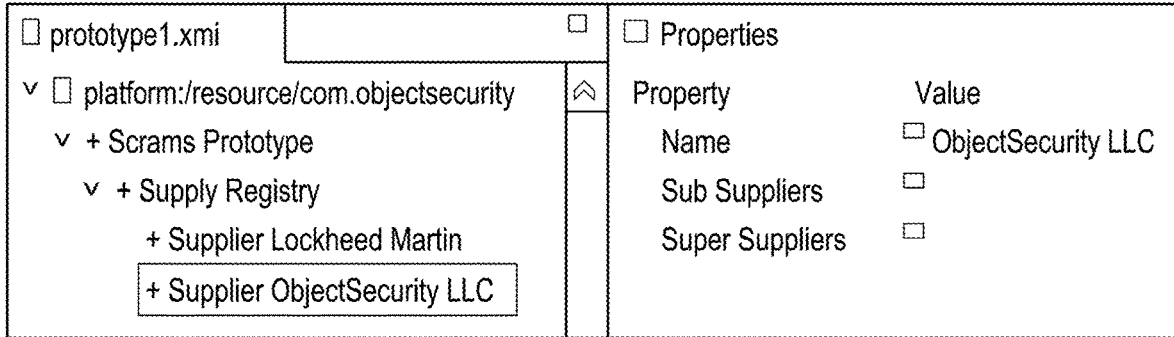 prototype1.xmi
platform:/resource/com.objectsecurity
+ Scrams Prototype
+ Supply Registry
+ Supplier Lockheed Martin
+ Supplier ObjectSecurity LLC
Properties
Property Value
Name ObjectSecurity LLC
Sub Suppliers
Super Suppliers